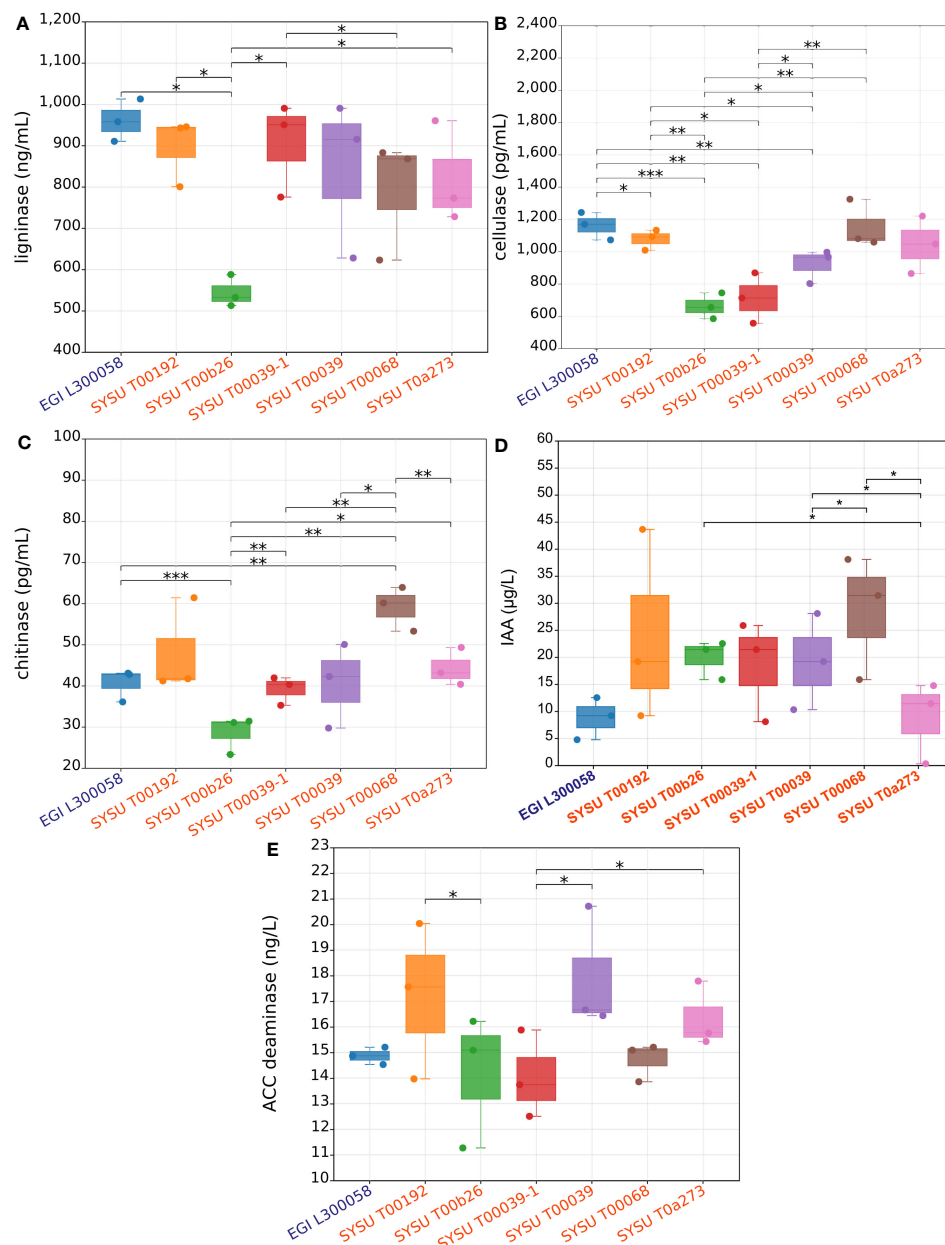 A
ligninase (ng/mL)
1,200
1,100
1,000
900
800
700
600
500
400
*
*
*
*
*
EGI L300058
SYSU T00192
SYSU T00b26
SYSU T00039-1
SYSU T00039
SYSU T00068
SYSU T0a273
B
cellulase (pg/mL)
2,400
2,200
2,000
1,800
1,600
1,400
1,200
1,000
800
600
400
**
*
**
*
*
*
**
**
**
***
*
EGI L300058
SYSU T00192
SYSU T00b26
SYSU T00039-1
SYSU T00039
SYSU T00068
SYSU T0a273
C
chitinase (pg/mL)
100
90
80
70
60
50
40
30
20
**
*
**
*
**
**
**
***
EGI L300058
SYSU T00192
SYSU T00b26
SYSU T00039-1
SYSU T00039
SYSU T00068
SYSU T0a273
D
IAA (µg/L)
60
55
50
45
40
35
30
25
20
15
10
5
0
*
*
*
*
EGI L300058
SYSU T00192
SYSU T00b26
SYSU T00039-1
SYSU T00039
SYSU T00068
SYSU T0a273
E
ACC deaminase (ng/L)
23
22
21
20
19
18
17
16
15
14
13
12
11
10
*
*
*
EGI L300058
SYSU T00192
SYSU T00b26
SYSU T00039-1
SYSU T00039
SYSU T00068
SYSU T0a273